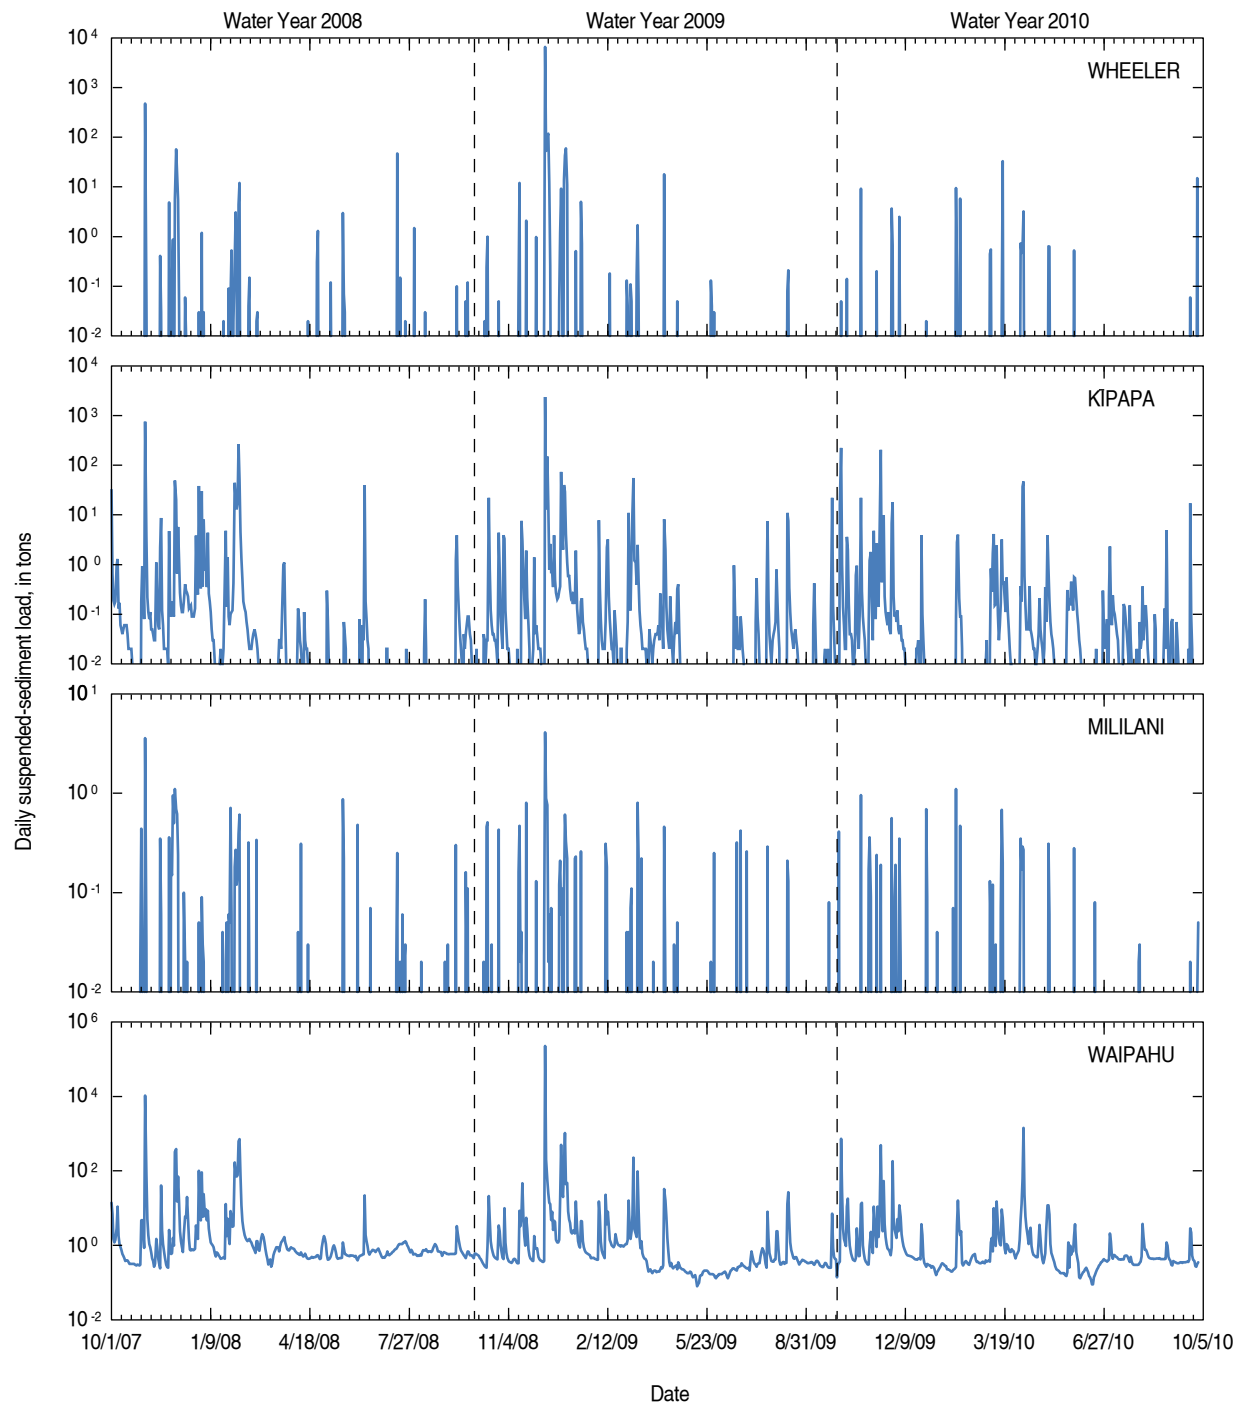 Water Year 2008 Water Year 2009 Water Year 2010
10⁴
WHEELER
10³
10²
10¹
10⁰
10⁻¹
10⁻²
10⁴
KĪPAPA
10³
10²
10¹
10⁰
10⁻¹
10⁻²
Daily suspended-sediment load, in tons
10¹
MILILANI
10⁰
10⁻¹
10⁻²
10⁶
WAIPAHU
10⁴
10²
10⁰
10⁻²
10/1/07 1/9/08 4/18/08 7/27/08 11/4/08 2/12/09 5/23/09 8/31/09 12/9/09 3/19/10 6/27/10 10/5/10
Date